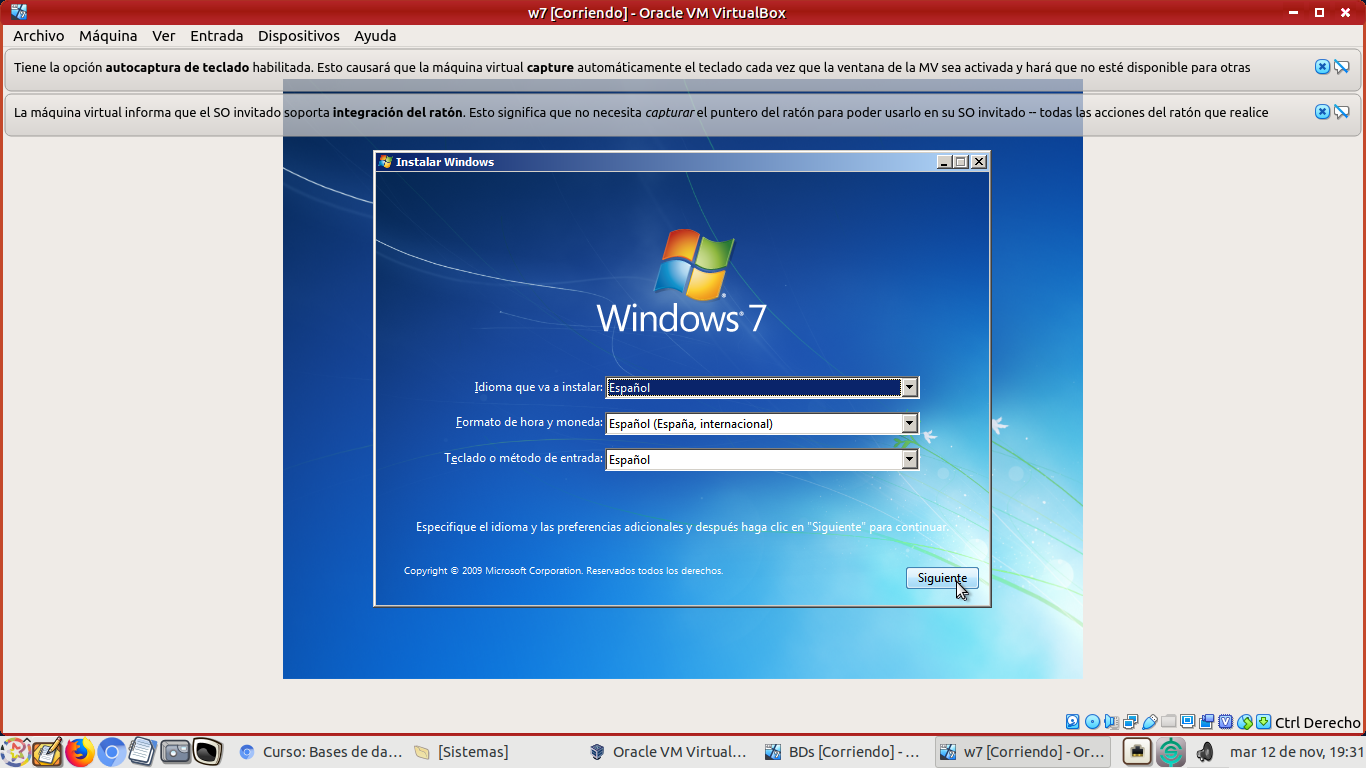 w7 [Corriendo] - Oracle VM VirtualBox
Archivo Máquina Ver Entrada Dispositivos Ayuda
Tiene la opción autocaptura de teclado habilitada. Esto causará que la máquina virtual capture automáticamente el teclado cada vez que la ventana de la MV sea activada y hará que no esté disponible para otras
La máquina virtual informa que el SO invitado soporta integración del ratón. Esto significa que no necesita capturar el puntero del ratón para poder usarlo en su SO invitado -- todas las acciones del ratón que realice
Instalar Windows
Windows® 7
Idioma que va a instalar: Español
Formato de hora y moneda: Español (España, internacional)
Teclado o método de entrada: Español
Especifique el idioma y las preferencias adicionales y después haga clic en "Siguiente" para continuar.
Copyright © 2009 Microsoft Corporation. Reservados todos los derechos.
Siguiente
Ctrl Derecho
Curso: Bases de da... [Sistemas] Oracle VM Virtual... BDs [Corriendo] - ... w7 [Corriendo] - Or... mar 12 de nov, 19:31